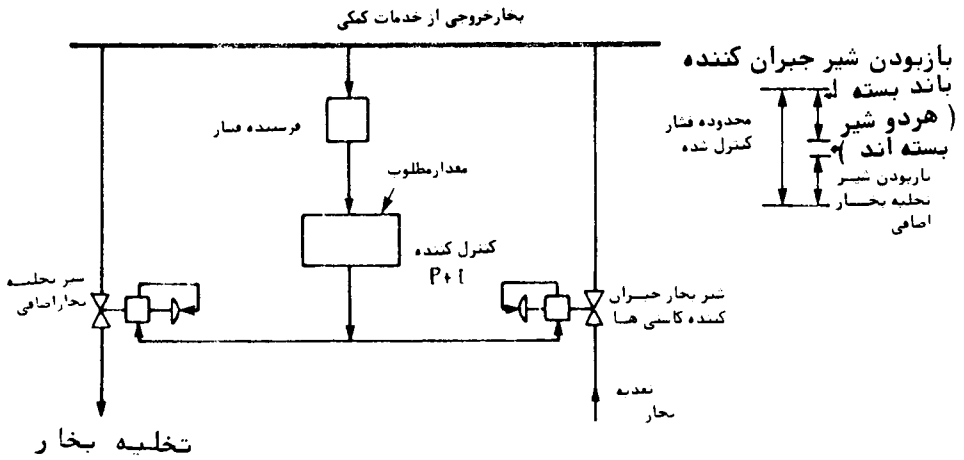 بخارخروجی از خدمات کمکی
فرستنده فشار
مقدارمطلوب
کنترل کننده
P+I
شیر تخلیه
بخاراضافی
شیر بخار جبران
کننده کاستی ها
تغذیه
بخار
تخلیه بخار
بازبودن شیر جبران کننده
باند بسته
( هردو شیر
بسته اند )
محدوده فشار
کنترل شده
بازبودن شیر
تخلیه بخار
اضافی